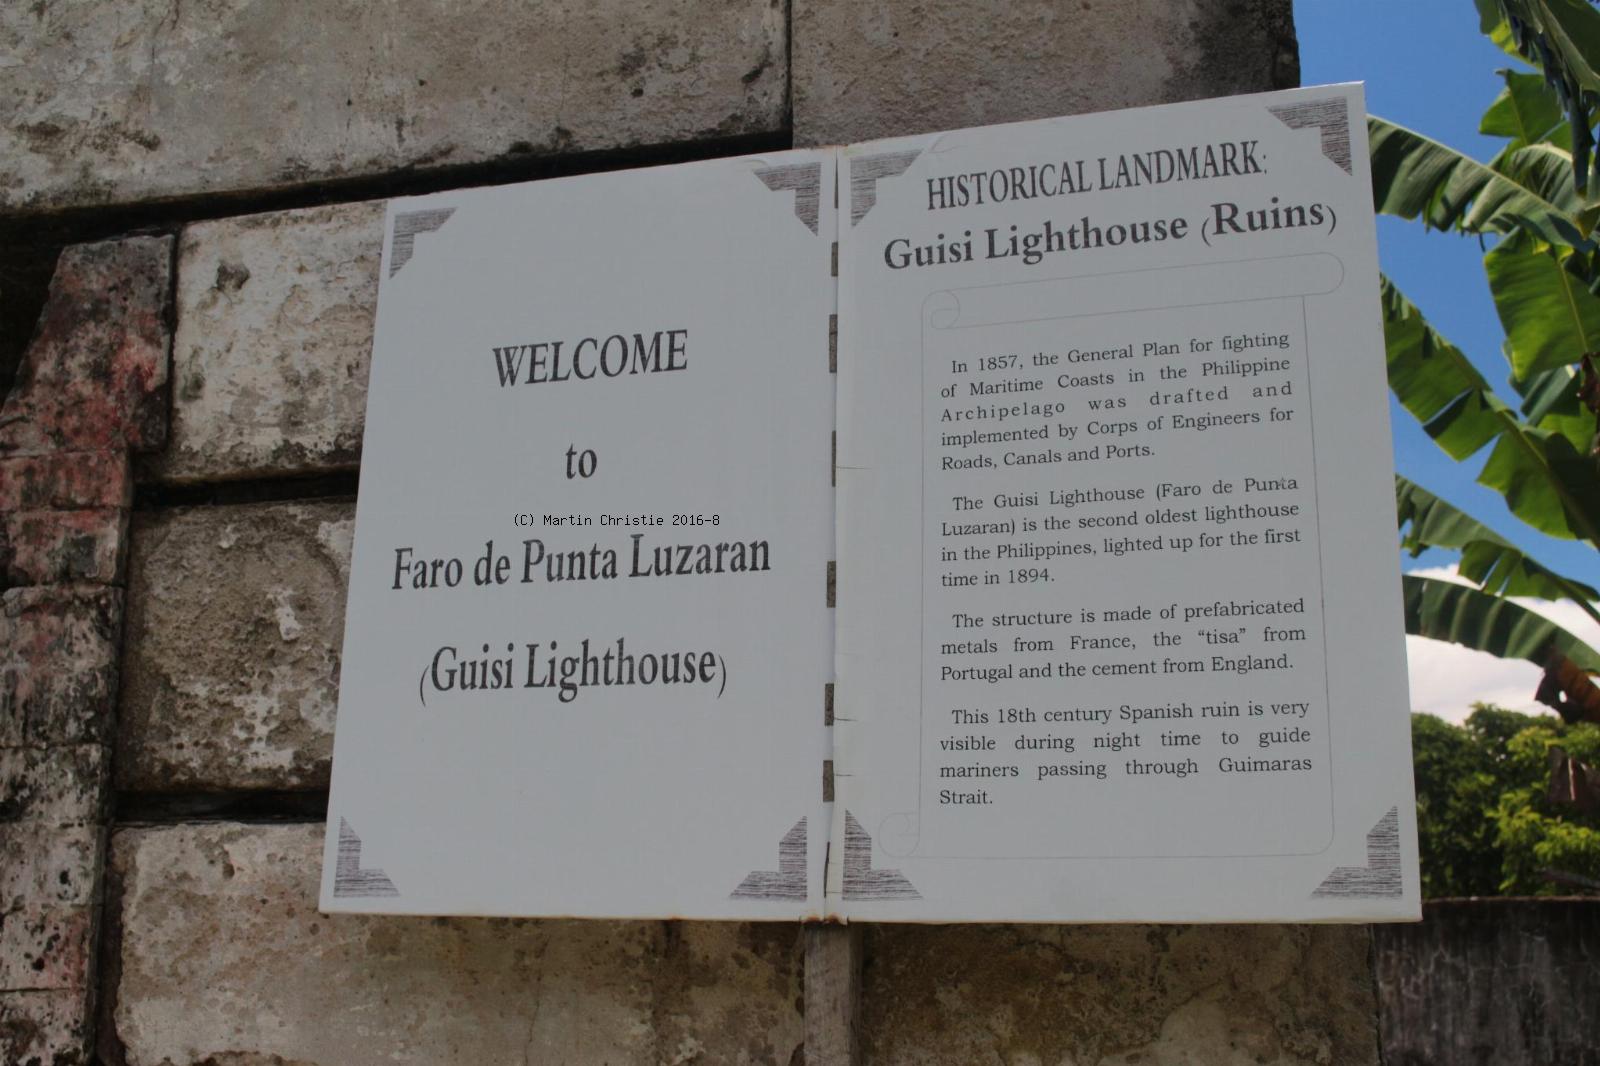 WELCOME
to
(C) Martin Christie 2016-8
Faro de Punta Luzaran
(Guisi Lighthouse)
HISTORICAL LANDMARK:
Guisi Lighthouse (Ruins)
In 1857, the General Plan for fighting
of Maritime Coasts in the Philippine
Archipelago was drafted and
implemented by Corps of Engineers for
Roads, Canals and Ports.
The Guisi Lighthouse (Faro de Punta
Luzaran) is the second oldest lighthouse
in the Philippines, lighted up for the first
time in 1894.
The structure is made of prefabricated
metals from France, the “tisa” from
Portugal and the cement from England.
This 18th century Spanish ruin is very
visible during night time to guide
mariners passing through Guimaras
Strait.